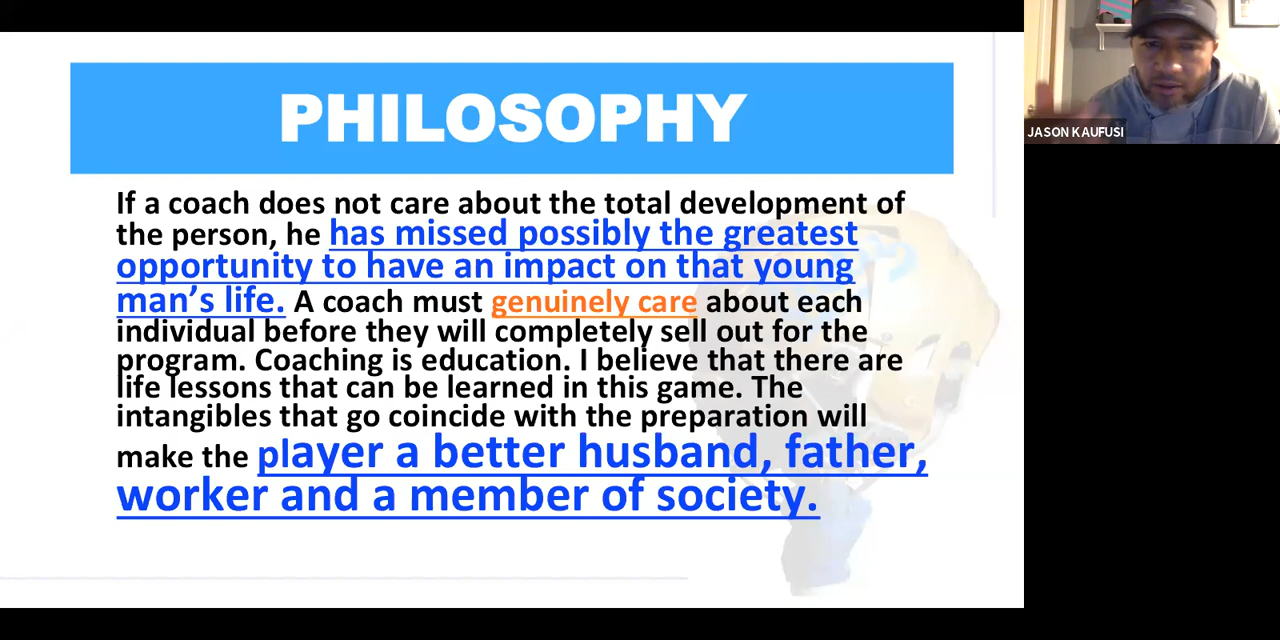 PHILOSOPHY
If a coach does not care about the total development of
the person, he has missed possibly the greatest
opportunity to have an impact on that young
man’s life. A coach must genuinely care about each
individual before they will completely sell out for the
program. Coaching is education. I believe that there are
life lessons that can be learned in this game. The
intangibles that go coincide with the preparation will
make the player a better husband, father,
worker and a member of society.
JASON KAUFUSI